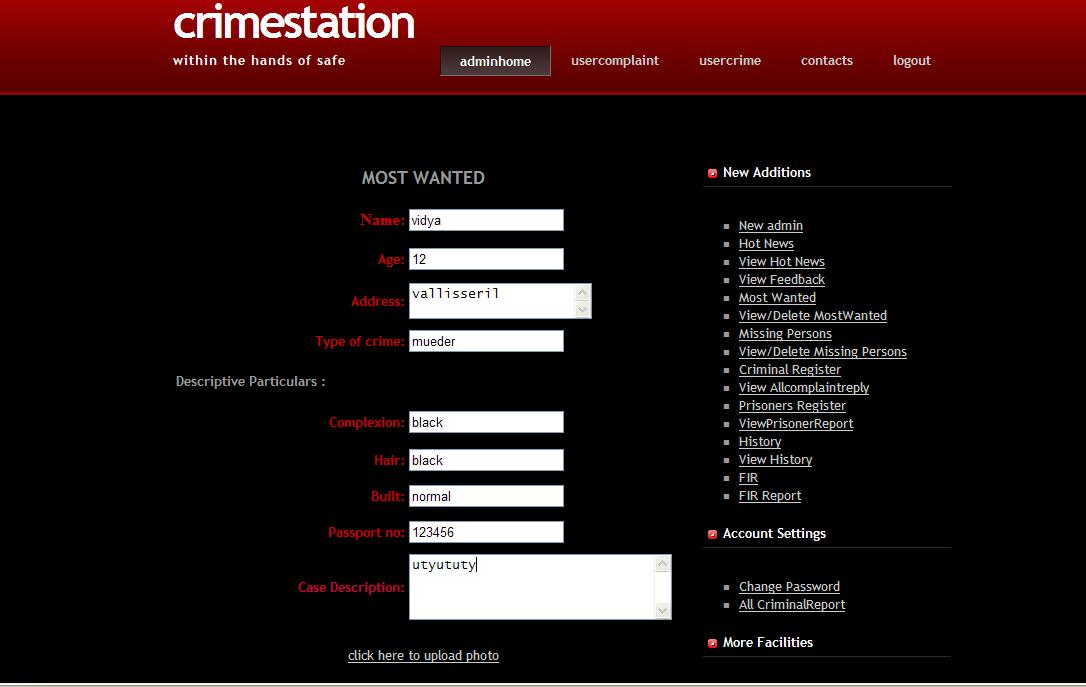 crimestation
within the hands of safe
adminhome usercomplaint usercrime contacts logout
MOST WANTED
Name: vidya
Age: 12
Address: vallisseril
Type of crime: mueder
Descriptive Particulars :
Complexion: black
Hair: black
Built: normal
Passport no: 123456
Case Description: utyututy
click here to upload photo
New Additions
New admin
Hot News
View Hot News
View Feedback
Most Wanted
View/Delete MostWanted
Missing Persons
View/Delete Missing Persons
Criminal Register
View Allcomplaintreply
Prisoners Register
ViewPrisonerReport
History
View History
FIR
FIR Report
Account Settings
Change Password
All CriminalReport
More Facilities